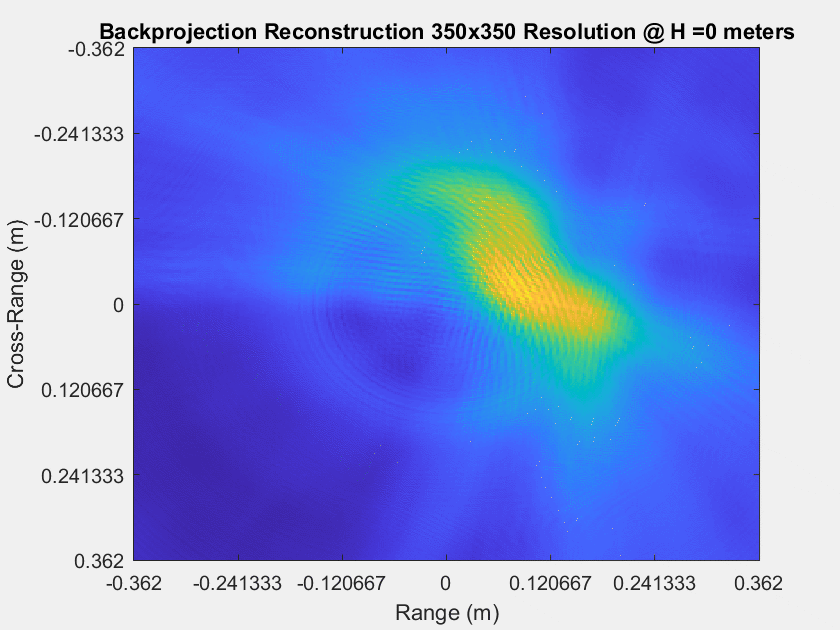 Backprojection Reconstruction 350x350 Resolution @ H =0 meters
-0.362
-0.241333
-0.120667
0
0.120667
0.241333
0.362
Cross-Range (m)
-0.362 -0.241333 -0.120667 0 0.120667 0.241333 0.362
Range (m)